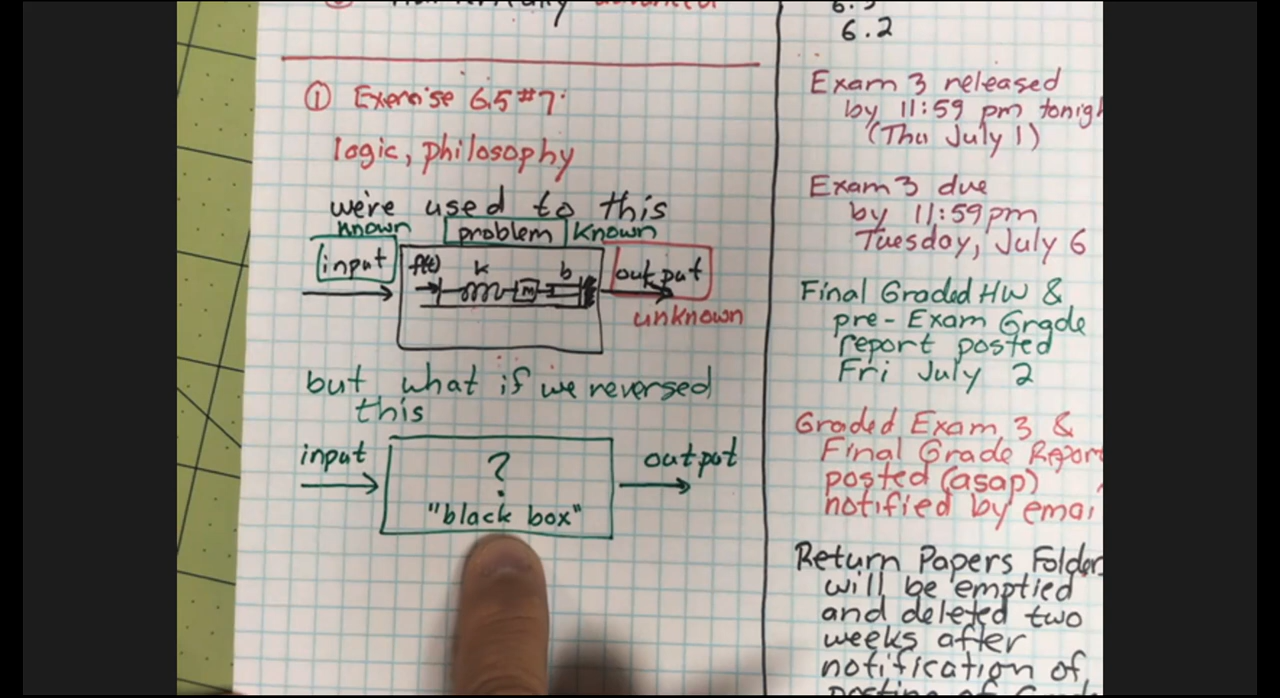 ① Exercise 6.5 #7:
logic, philosophy
we're used to this
known problem known
input f(t) k m b output
unknown
but what if we reversed
this
input ? output
"black box"
6.2
Exam 3 released
by 11:59 pm tonigh
(Thu July 1)
Exam 3 due
by 11:59pm
Tuesday, July 6
Final Graded HW &
pre-Exam Grade
report posted
Fri July 2
Graded Exam 3 &
Final Grade Repor
posted (asap)
notified by emai
Return Papers Folder
will be emptied
and deleted two
weeks after
notification of